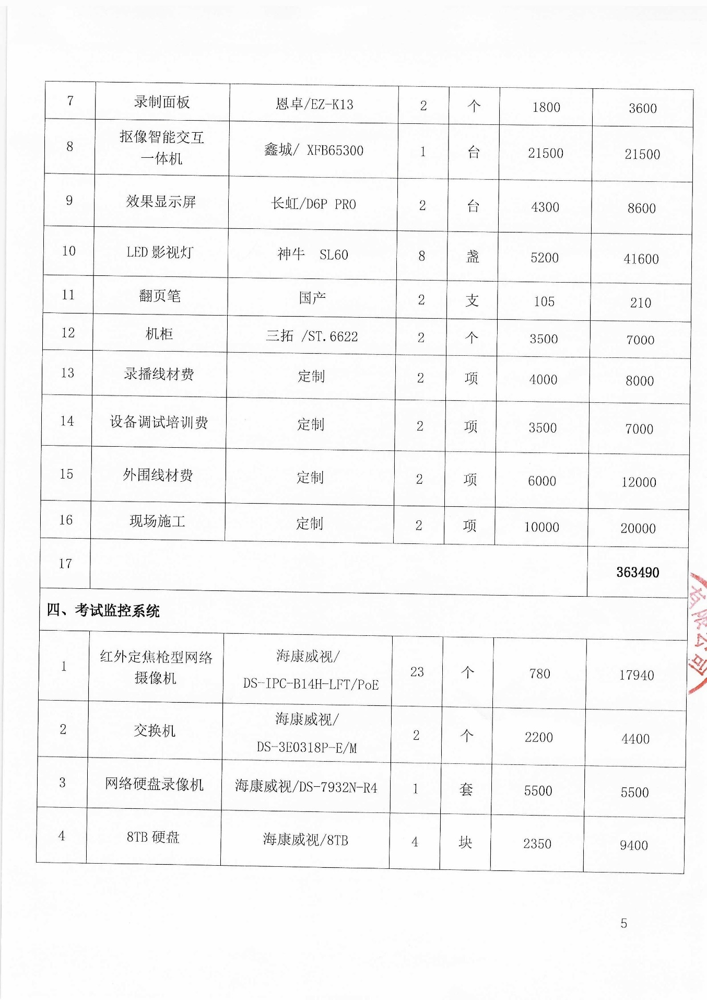 7 录制面板 恩卓/EZ-K13 2 个 1800 3600
8 抠像智能交互 鑫城/ XFB65300 1 台 21500 21500
一体机
9 效果显示屏 长虹/D6P PRO 2 台 4300 8600
10 LED 影视灯 神牛 SL60 8 盏 5200 41600
11 翻页笔 国产 2 支 105 210
12 机柜 三拓 /ST.6622 2 个 3500 7000
13 录播线材费 定制 2 项 4000 8000
14 设备调试培训费 定制 2 项 3500 7000
15 外围线材费 定制 2 项 6000 12000
16 现场施工 定制 2 项 10000 20000
17 363490
四、考试监控系统
1 红外定焦枪型网络 海康威视/ 23 个 780 17940
摄像机 DS-IPC-B14H-LFT/PoE
2 交换机 海康威视/ 2 个 2200 4400
DS-3E0318P-E/M
3 网络硬盘录像机 海康威视/DS-7932N-R4 1 套 5500 5500
4 8TB 硬盘 海康威视/8TB 4 块 2350 9400
有限公司
5